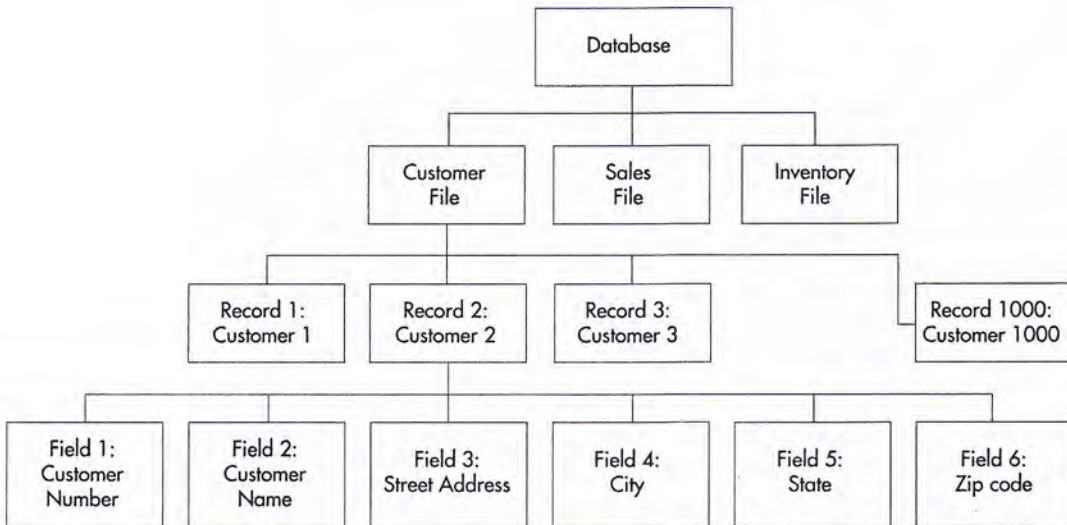 Database
Customer
File
Sales
File
Inventory
File
Record 1:
Customer 1
Record 2:
Customer 2
Record 3:
Customer 3
Record 1000:
Customer 1000
Field 1:
Customer
Number
Field 2:
Customer
Name
Field 3:
Street Address
Field 4:
City
Field 5:
State
Field 6:
Zip code